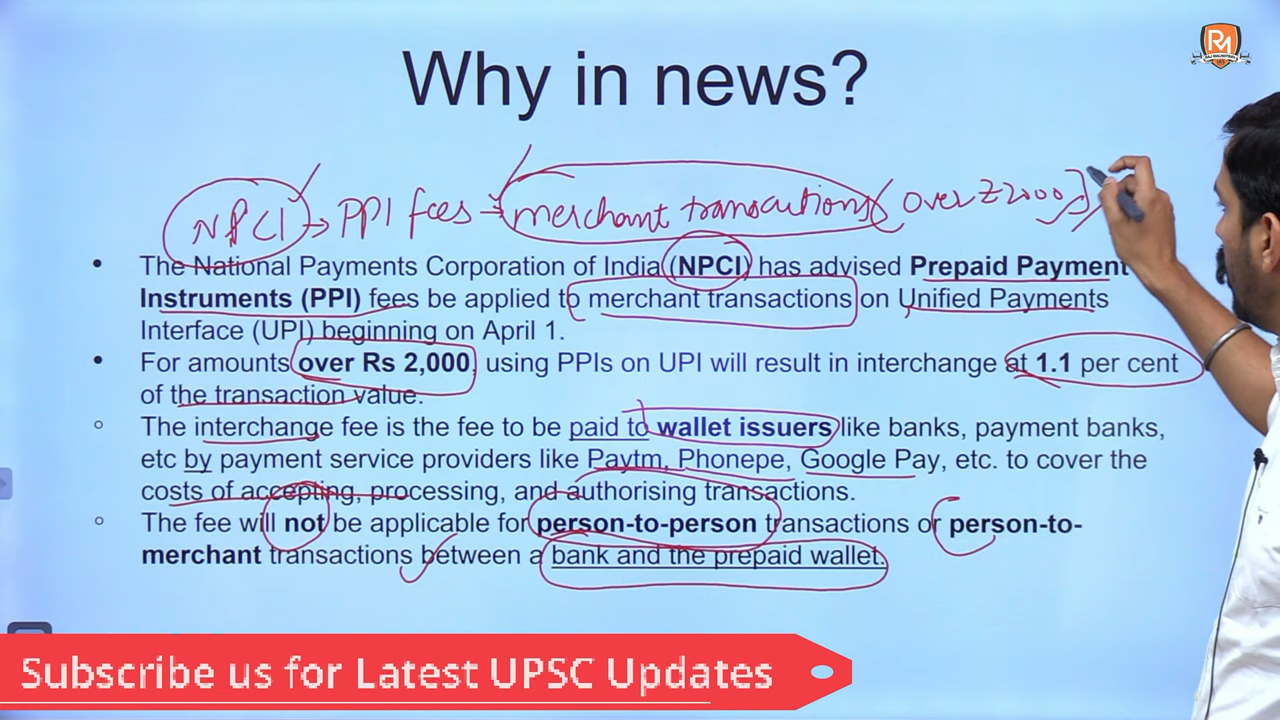 Why in news?
NPCI → PPI fees → merchant transactions (over ₹2000)
• The National Payments Corporation of India (NPCI) has advised Prepaid Payment
Instruments (PPI) fees be applied to merchant transactions on Unified Payments
Interface (UPI) beginning on April 1.
• For amounts over Rs 2,000, using PPIs on UPI will result in interchange at 1.1 per cent
of the transaction value.
○ The interchange fee is the fee to be paid to wallet issuers like banks, payment banks,
etc by payment service providers like Paytm, Phonepe, Google Pay, etc. to cover the
costs of accepting, processing, and authorising transactions.
○ The fee will not be applicable for person-to-person transactions or person-to-
merchant transactions between a bank and the prepaid wallet.
Subscribe us for Latest UPSC Updates